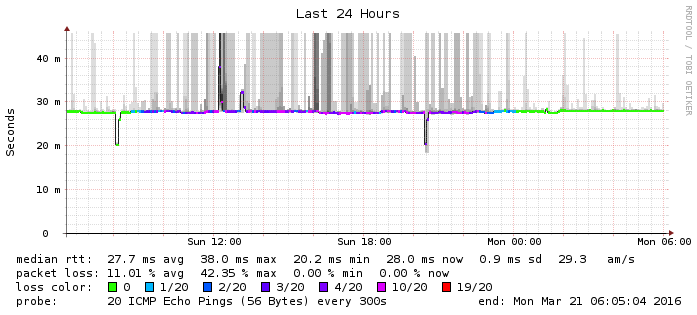 Last 24 Hours
RRDTOOL / TOBI OETIKER
Seconds
40 m
30 m
20 m
10 m
0
Sun 12:00 Sun 18:00 Mon 00:00 Mon 06:00
median rtt: 27.7 ms avg 38.0 ms max 20.2 ms min 28.0 ms now 0.9 ms sd 29.3 am/s
packet loss: 11.01 % avg 42.35 % max 0.00 % min 0.00 % now
loss color: 0 1/20 2/20 3/20 4/20 10/20 19/20
probe: 20 ICMP Echo Pings (56 Bytes) every 300s end: Mon Mar 21 06:05:04 2016